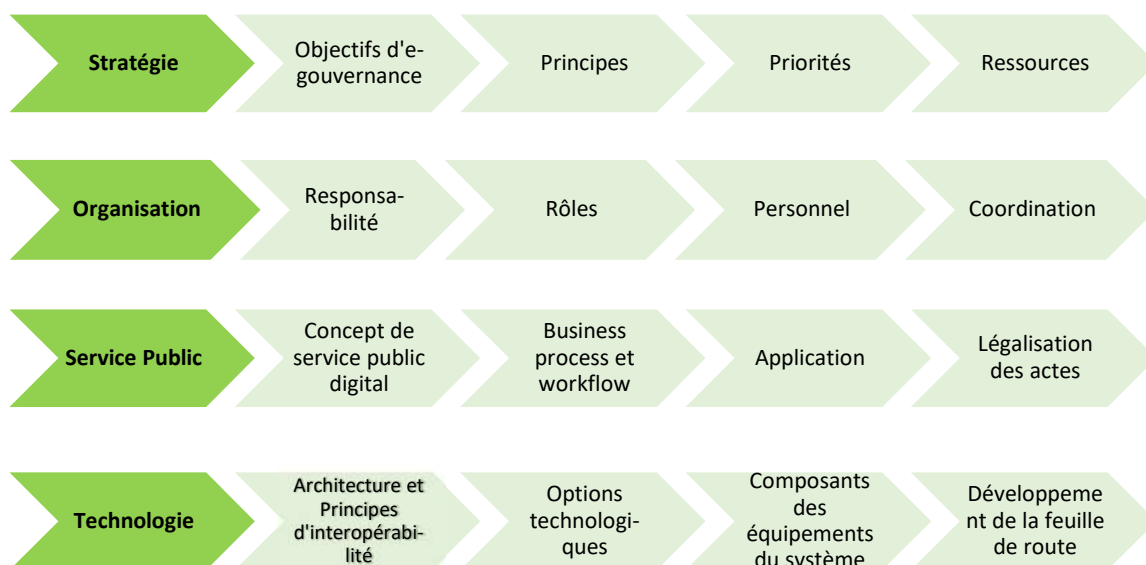 Stratégie
Objectifs d'e-
gouvernance
Principes
Priorités
Ressources
Organisation
Responsa-
bilité
Rôles
Personnel
Coordination
Service Public
Concept de
service public
digital
Business
process et
workflow
Application
Légalisation
des actes
Technologie
Architecture et
Principes
d'interopérabi-
lité
Options
technologi-
ques
Composants
des
équipements
du système
Développeme
nt de la feuille
de route